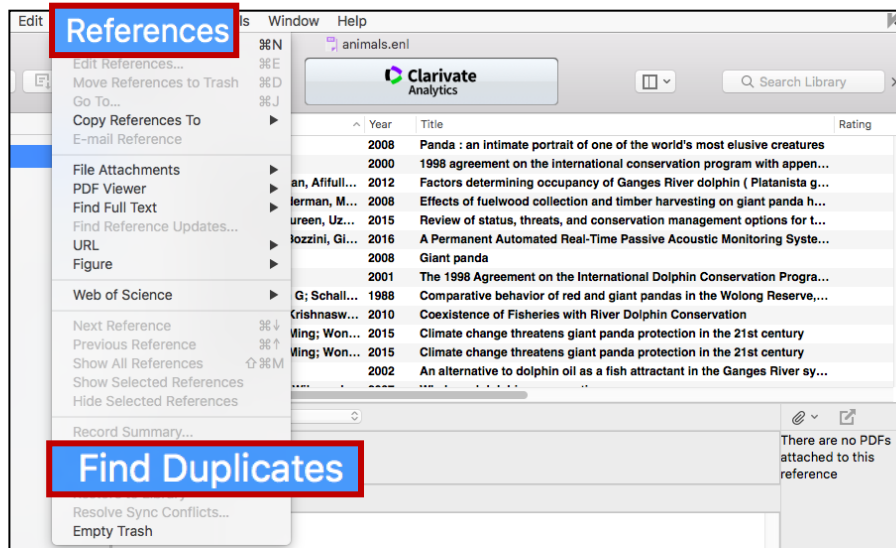 Edit References ls Window Help
animals.enl
⌘N
Edit References... ⌘E
Move References to Trash ⌘D
Go To... ⌘J
Copy References To ▶
E-mail Reference
File Attachments ▶
PDF Viewer ▶
Find Full Text ▶
Find Reference Updates...
URL ▶
Figure ▶
Web of Science ▶
Next Reference ⌘↓
Previous Reference ⌘↑
Show All References ⇧⌘M
Show Selected References
Hide Selected References
Record Summary...
Find Duplicates
Resolve Sync Conflicts...
Empty Trash
Clarivate
Analytics
Search Library
Year Title Rating
2008 Panda : an intimate portrait of one of the world's most elusive creatures
2000 1998 agreement on the international conservation program with appen...
an, Afifull... 2012 Factors determining occupancy of Ganges River dolphin ( Platanista g...
lerman, M... 2008 Effects of fuelwood collection and timber harvesting on giant panda h...
ureen, Uz... 2015 Review of status, threats, and conservation management options for t...
Bozzini, Gi... 2016 A Permanent Automated Real-Time Passive Acoustic Monitoring Syste...
2008 Giant panda
2001 The 1998 Agreement on the International Dolphin Conservation Progra...
G; Schall... 1988 Comparative behavior of red and giant pandas in the Wolong Reserve,...
Krishnasw... 2010 Coexistence of Fisheries with River Dolphin Conservation
Ming; Won... 2015 Climate change threatens giant panda protection in the 21st century
Ming; Won... 2015 Climate change threatens giant panda protection in the 21st century
2002 An alternative to dolphin oil as a fish attractant in the Ganges River sy...
There are no PDFs
attached to this
reference